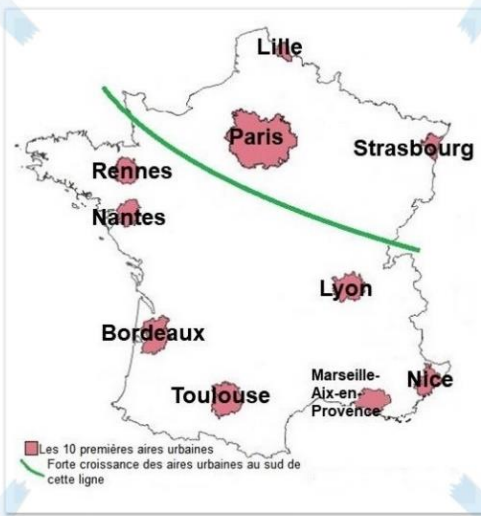 Lille
Paris
Strasbourg
Rennes
Nantes
Lyon
Bordeaux
Marseille-
Aix-en-
Provence
Nice
Toulouse
Les 10 premières aires urbaines
Forte croissance des aires urbaines au sud de
cette ligne